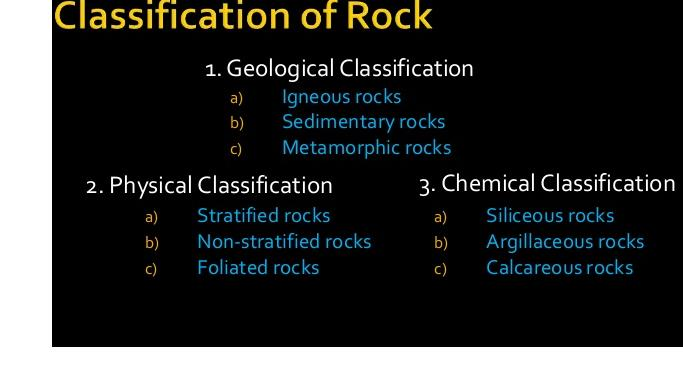 Classification of Rock
1. Geological Classification
a) Igneous rocks
b) Sedimentary rocks
c) Metamorphic rocks
2. Physical Classification
a) Stratified rocks
b) Non-stratified rocks
c) Foliated rocks
3. Chemical Classification
a) Siliceous rocks
b) Argillaceous rocks
c) Calcareous rocks